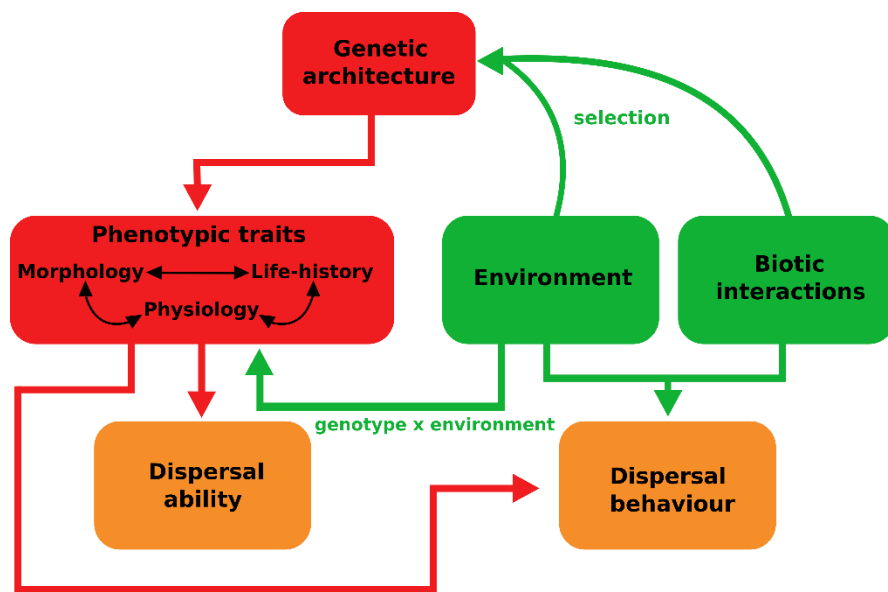 Genetic
architecture
selection
Phenotypic traits
Morphology Life-history
Physiology
Environment
Biotic
interactions
genotype x environment
Dispersal
ability
Dispersal
behaviour